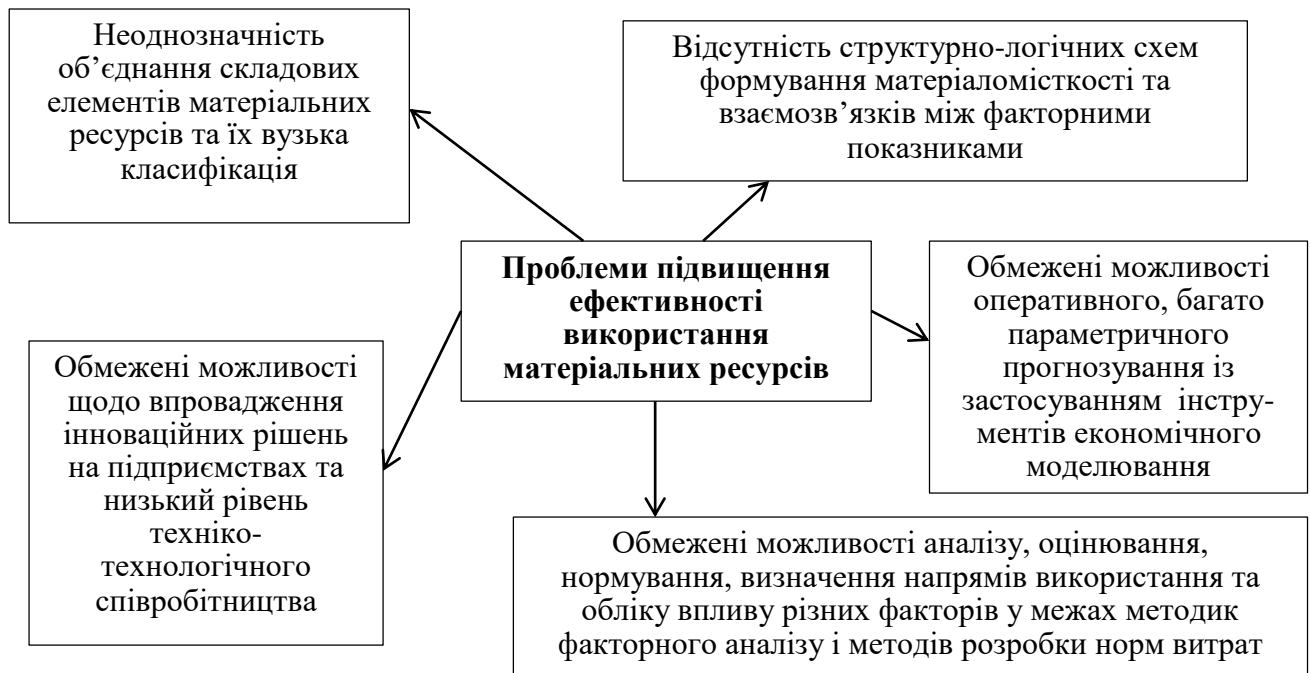 Неоднозначність
об’єднання складових
елементів матеріальних
ресурсів та їх вузька
класифікація
Відсутність структурно-логічних схем
формування матеріаломісткості та
взаємозв’язків між факторними
показниками
Проблеми підвищення
ефективності
використання
матеріальних ресурсів
Обмежені можливості
оперативного, багато
параметричного
прогнозування із
застосуванням інстру-
ментів економічного
моделювання
Обмежені можливості
щодо впровадження
інноваційних рішень
на підприємствах та
низький рівень
техніко-
технологічного
співробітництва
Обмежені можливості аналізу, оцінювання,
нормування, визначення напрямів використання та
обліку впливу різних факторів у межах методик
факторного аналізу і методів розробки норм витрат